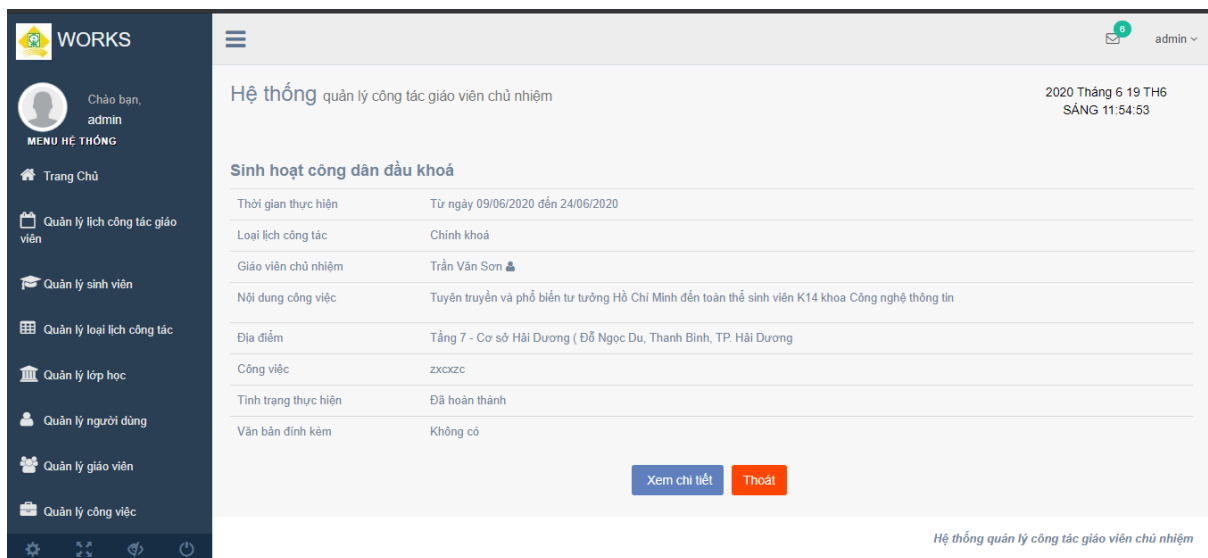 WORKS
6
admin
Chào bạn,
admin
MENU HỆ THỐNG
Trang Chủ
Quản lý lịch công tác giáo
viên
Quản lý sinh viên
Quản lý loại lịch công tác
Quản lý lớp học
Quản lý người dùng
Quản lý giáo viên
Quản lý công việc
Hệ thống quản lý công tác giáo viên chủ nhiệm
2020 Tháng 6 19 TH6
SÁNG 11:54:53
Sinh hoạt công dân đầu khoá
Thời gian thực hiện Từ ngày 09/06/2020 đến 24/06/2020
Loại lịch công tác Chính khoá
Giáo viên chủ nhiệm Trần Văn Sơn
Nội dung công việc Tuyên truyền và phổ biến tư tưởng Hồ Chí Minh đến toàn thể sinh viên K14 khoa Công nghệ thông tin
Địa điểm Tầng 7 - Cơ sở Hải Dương ( Đỗ Ngọc Du, Thanh Bình, TP. Hải Dương
Công việc zxcxzc
Tình trạng thực hiện Đã hoàn thành
Văn bản đính kèm Không có
Xem chi tiết Thoát
Hệ thống quản lý công tác giáo viên chủ nhiệm